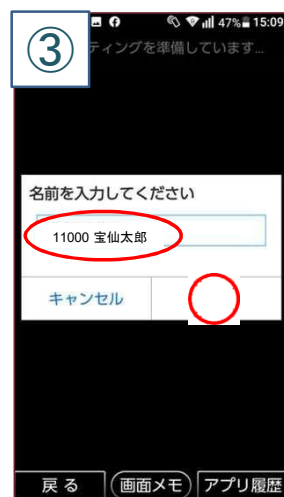 ③
47% 15:09
ティングを準備しています...
名前を入力してください
11000 宝仙太郎
キャンセル
戻る 画面メモ アプリ履歴